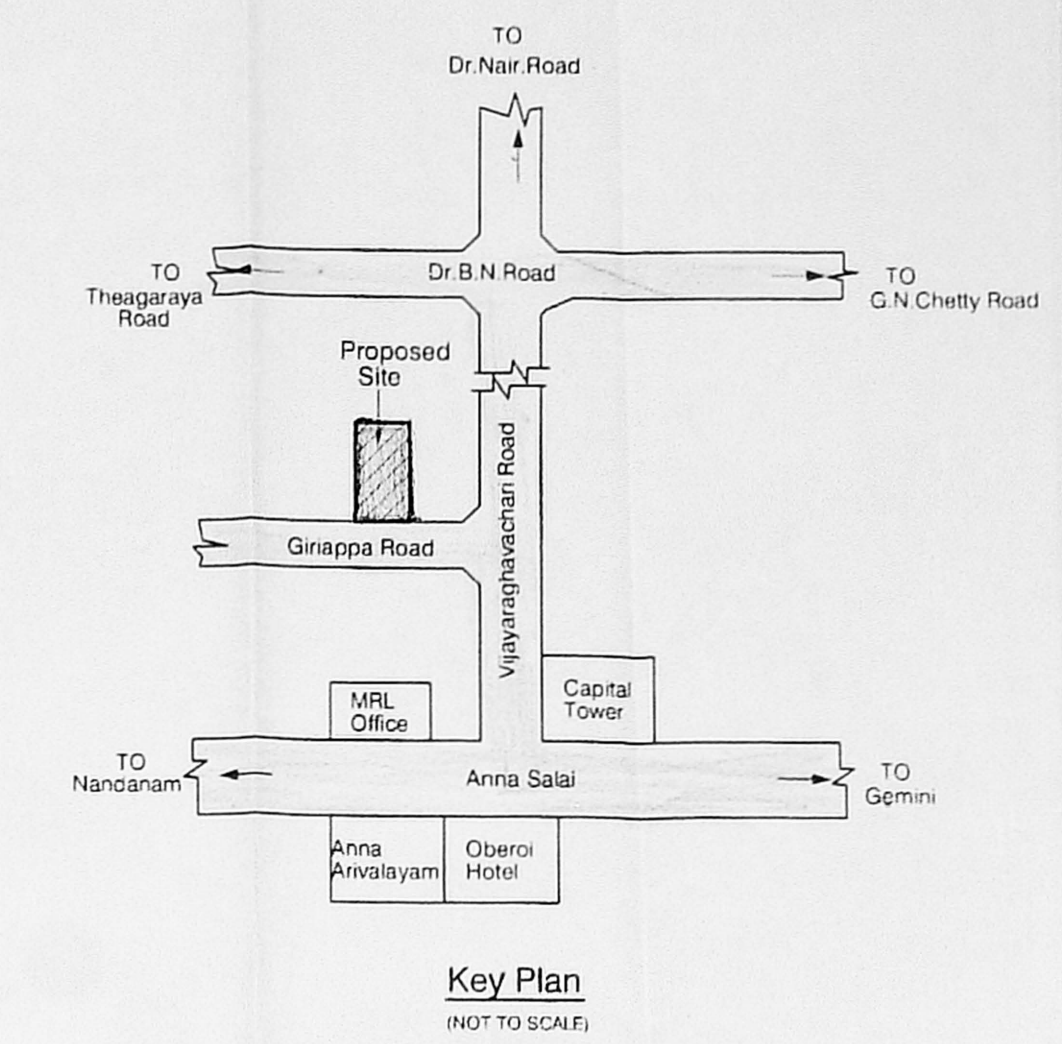 TO
Dr.Nair.Road
Dr.B.N.Road
TO
Theagaraya
Road
TO
G.N.Chetty Road
Proposed
Site
Vijayaraghavachari Road
Giriappa Road
MRL
Office
Capital
Tower
TO
Nandanam
Anna Salai
TO
Gemini
Anna
Arivalayam
Oberoi
Hotel
Key Plan
(NOT TO SCALE)